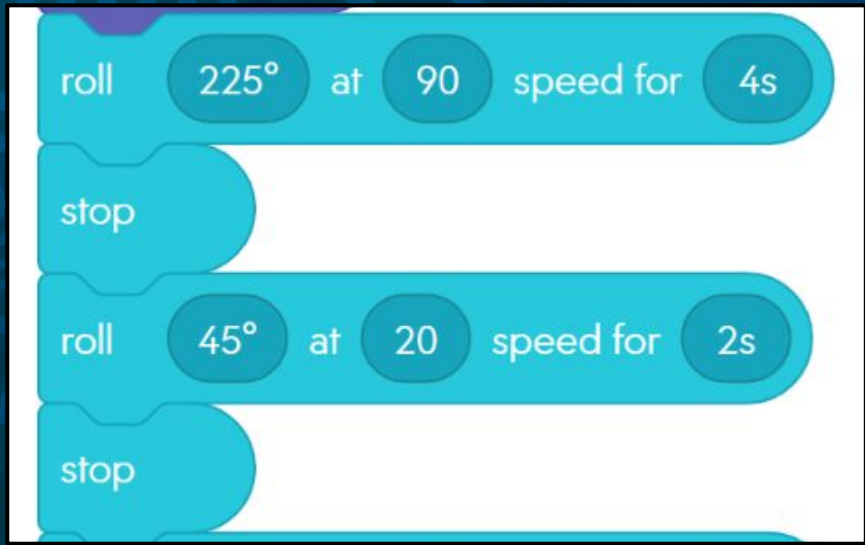 roll 225° at 90 speed for 4s
stop
roll 45° at 20 speed for 2s
stop